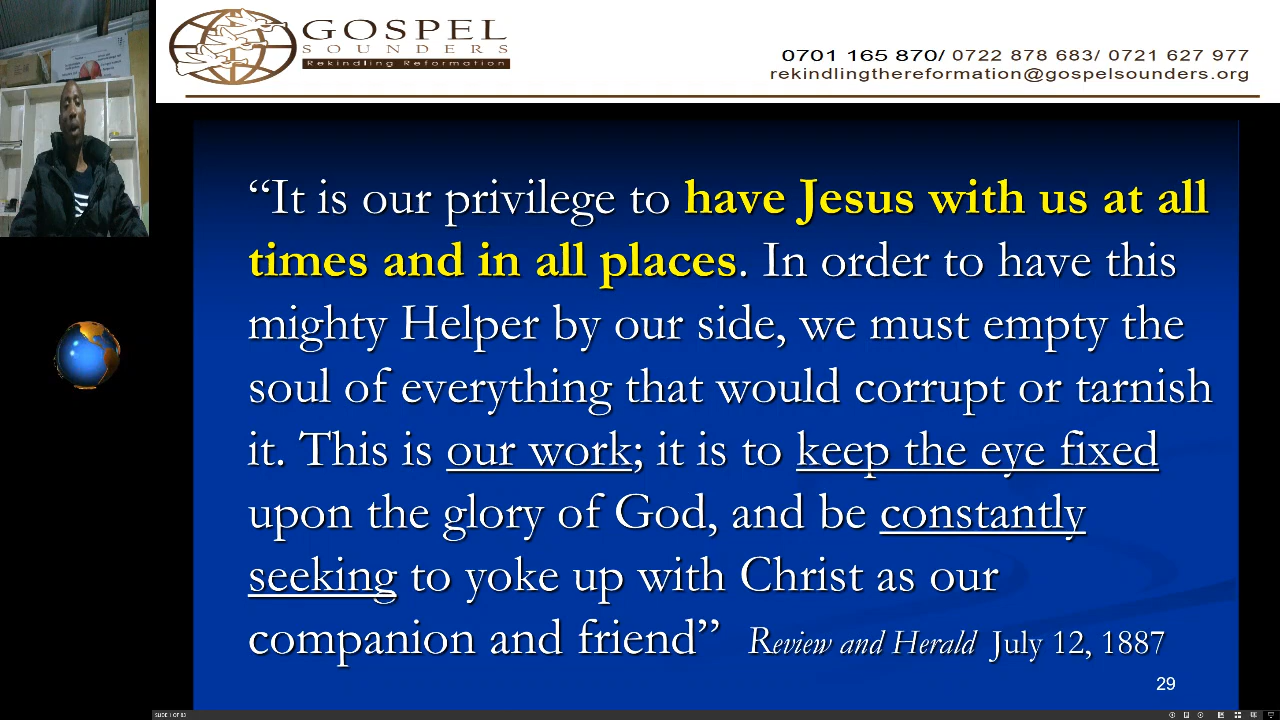 GOSPEL
SOUNDERS
Rekindling Reformation
0701 165 870/ 0722 878 683/ 0721 627 977
rekindlingthereformation@gospelsounders.org
“It is our privilege to have Jesus with us at all
times and in all places. In order to have this
mighty Helper by our side, we must empty the
soul of everything that would corrupt or tarnish
it. This is our work; it is to keep the eye fixed
upon the glory of God, and be constantly
seeking to yoke up with Christ as our
companion and friend” Review and Herald July 12, 1887
29
SLIDE 1 OF 83